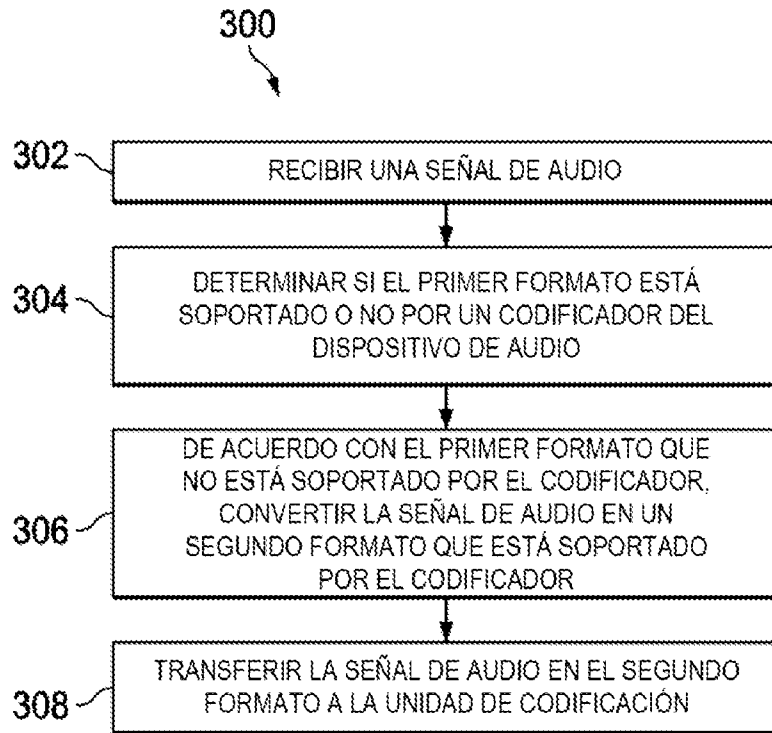 300
302
RECIBIR UNA SEÑAL DE AUDIO
304
DETERMINAR SI EL PRIMER FORMATO ESTÁ
SOPORTADO O NO POR UN CODIFICADOR DEL
DISPOSITIVO DE AUDIO
306
DE ACUERDO CON EL PRIMER FORMATO QUE
NO ESTÁ SOPORTADO POR EL CODIFICADOR,
CONVERTIR LA SEÑAL DE AUDIO EN UN
SEGUNDO FORMATO QUE ESTÁ SOPORTADO
POR EL CODIFICADOR
308
TRANSFERIR LA SEÑAL DE AUDIO EN EL SEGUNDO
FORMATO A LA UNIDAD DE CODIFICACIÓN